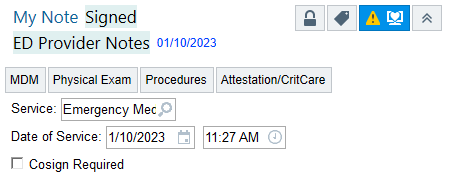 My Note Signed
ED Provider Notes 01/10/2023
MDM Physical Exam Procedures Attestation/CritCare
Service: Emergency Med
Date of Service: 1/10/2023 11:27 AM
Cosign Required